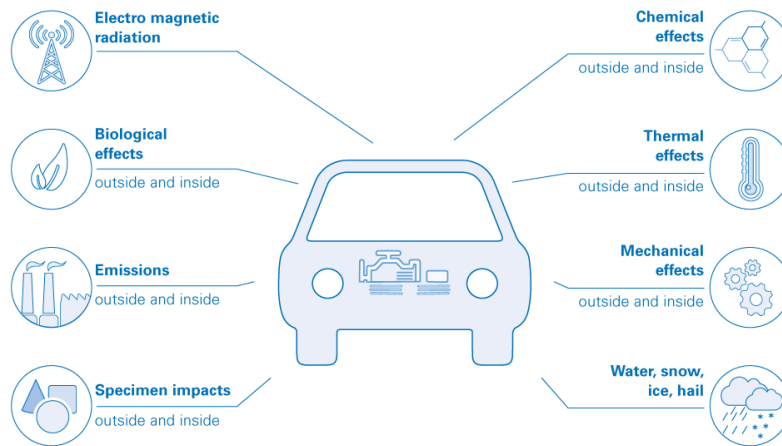 Electro magnetic
radiation
Biological
effects
outside and inside
Emissions
outside and inside
Specimen impacts
outside and inside
Chemical
effects
outside and inside
Thermal
effects
outside and inside
Mechanical
effects
outside and inside
Water, snow,
ice, hail